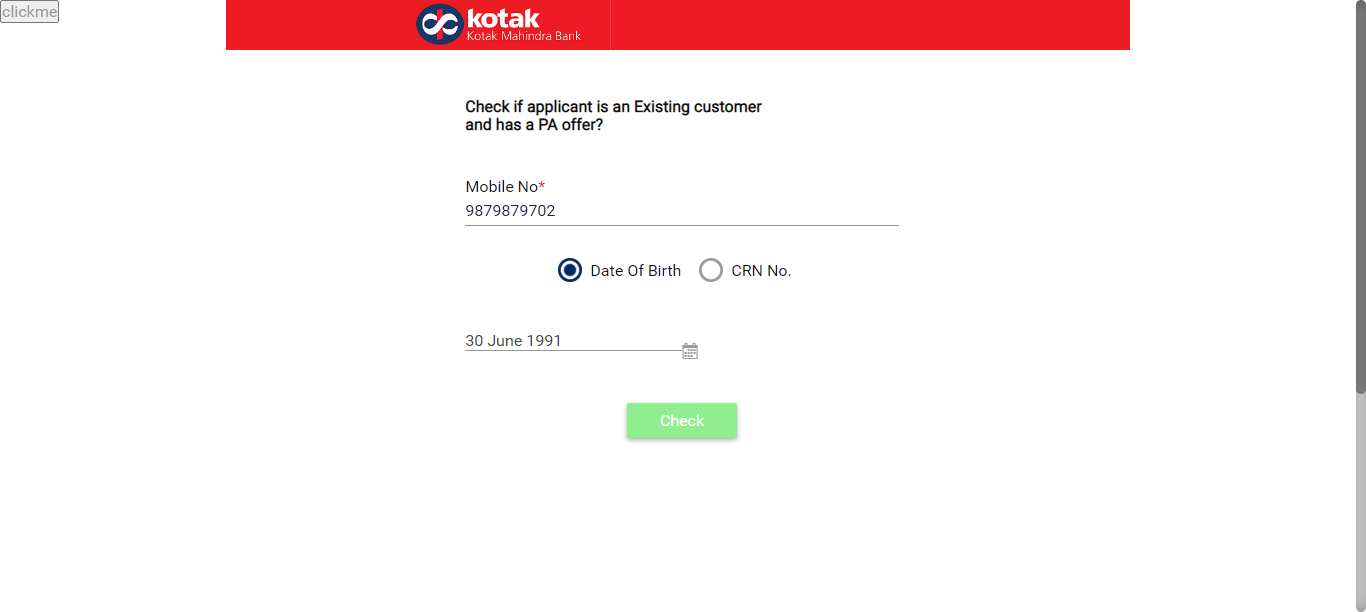 clickme
kotak
Kotak Mahindra Bank
Check if applicant is an Existing customer
and has a PA offer?
Mobile No*
9879879702
Date Of Birth CRN No.
30 June 1991
Check